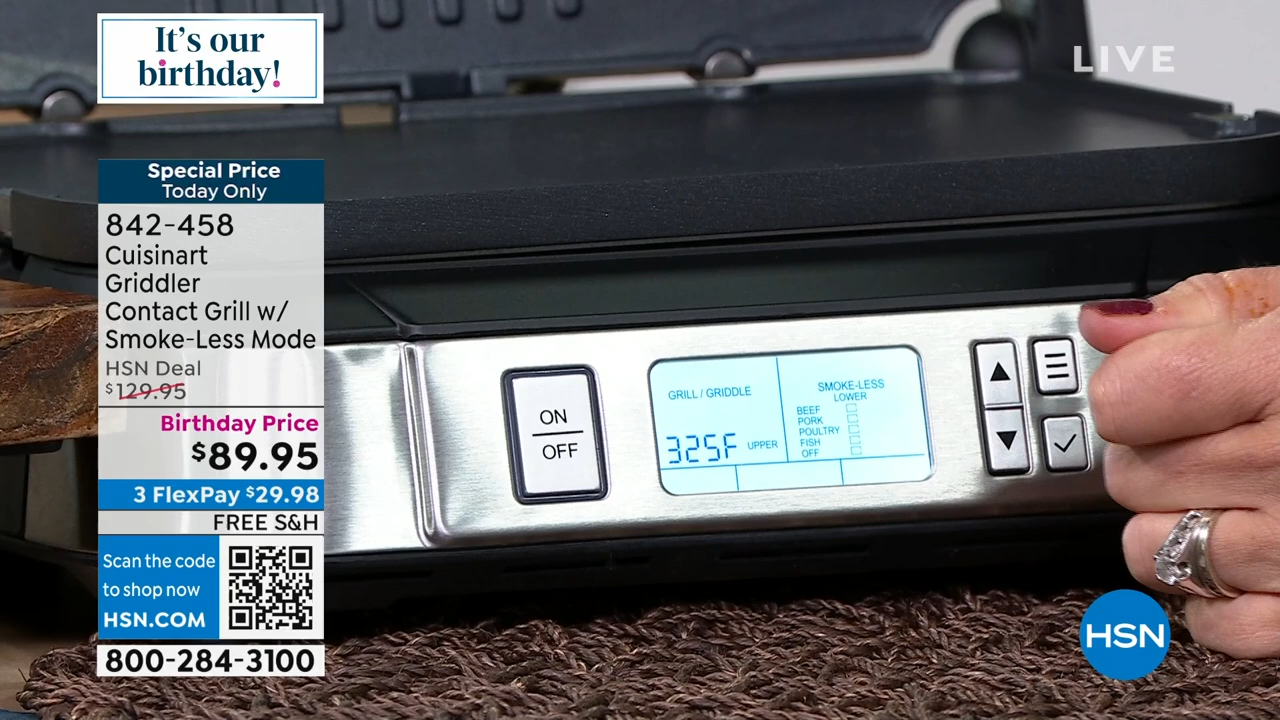 It's our
birthday!
LIVE
Special Price
Today Only
842-458
Cuisinart
Griddler
Contact Grill w/
Smoke-Less Mode
HSN Deal
$129.95
Birthday Price
$89.95
3 FlexPay $29.98
FREE S&H
Scan the code
to shop now
HSN.COM
800-284-3100
ON
OFF
GRILL / GRIDDLE
325F UPPER
SMOKE-LESS
LOWER
BEEF
PORK
POULTRY
FISH
OFF
HSN